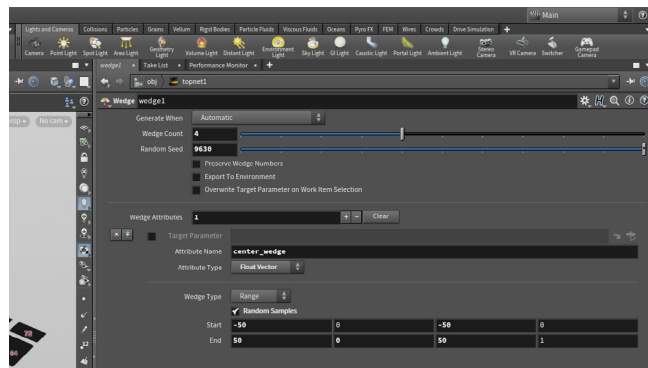 Main
Lights and Cameras Collisions Particles Grains Vellum Rigid Bodies Particle Fluids Viscous Fluids Oceans Pyro FX FEM Wires Crowds Drive Simulation +
Camera Point Light Spot Light Area Light Geometry Light Volume Light Distant Light Environment Light Sky Light GI Light Caustic Light Portal Light Ambient Light Stereo Camera VR Camera Switcher Gamepad Camera
wedge1 × Take List × Performance Monitor × +
obj topnet1
Wedge wedge1
persp No cam
Generate When Automatic
Wedge Count 4
Random Seed 9630
Preserve Wedge Numbers
Export To Environment
Overwrite Target Parameter on Work Item Selection
Wedge Attributes 1 + - Clear
Target Parameter
Attribute Name center_wedge
Attribute Type Float Vector
Wedge Type Range
Random Samples
Start -50 0 -50 0
End 50 0 50 1